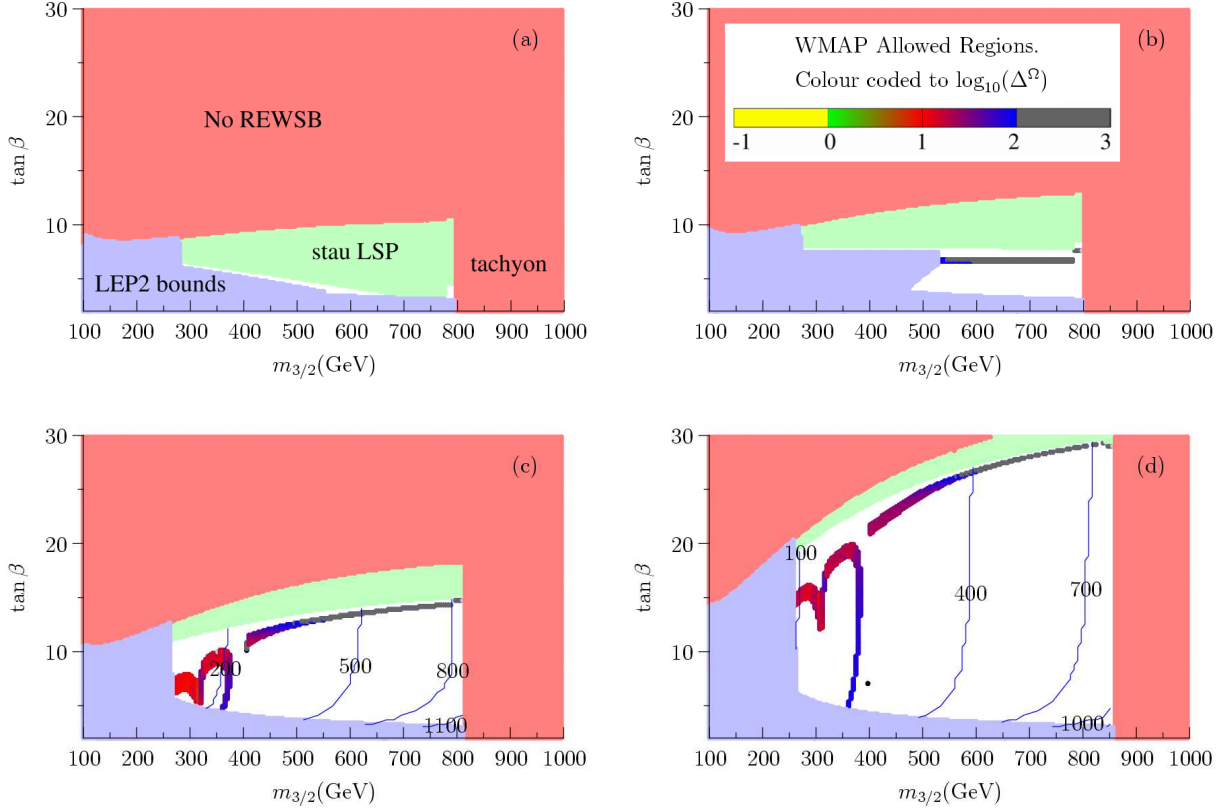 30
20
10
tan β
(a)
No REWSB
stau LSP
LEP2 bounds
tachyon
100 200 300 400 500 600 700 800 900 1000
m3/2(GeV)
30
20
10
tan β
(b)
WMAP Allowed Regions.
Colour coded to log10(Δ^Ω)
-1 0 1 2 3
100 200 300 400 500 600 700 800 900 1000
m3/2(GeV)
30
20
10
tan β
(c)
200
500
800
1100
100 200 300 400 500 600 700 800 900 1000
m3/2(GeV)
30
20
10
tan β
(d)
100
400
700
1000
100 200 300 400 500 600 700 800 900 1000
m3/2(GeV)